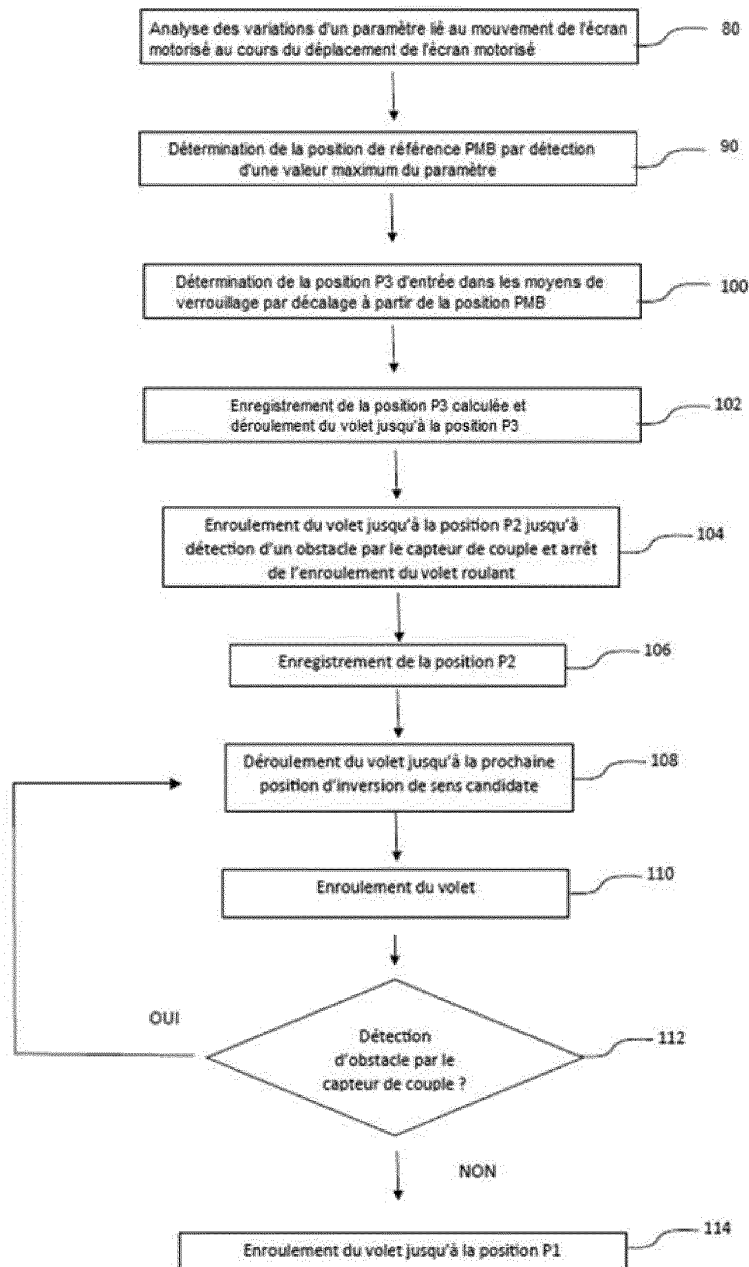 Analyse des variations d'un paramètre lié au mouvement de l'écran
motorisé au cours du déplacement de l'écran motorisé
80
Détermination de la position de référence PMB par détection
d'une valeur maximum du paramètre
90
Détermination de la position P3 d'entrée dans les moyens de
verrouillage par décalage à partir de la position PMB
100
Enregistrement de la position P3 calculée et
déroulement du volet jusqu'à la position P3
102
Enroulement du volet jusqu'à la position P2 jusqu'à
détection d'un obstacle par le capteur de couple et arrêt
de l'enroulement du volet roulant
104
Enregistrement de la position P2
106
Déroulement du volet jusqu'à la prochaine
position d'inversion de sens candidate
108
Enroulement du volet
110
OUI
Détection
d'obstacle par le
capteur de couple ?
112
NON
Enroulement du volet jusqu'à la position P1
114